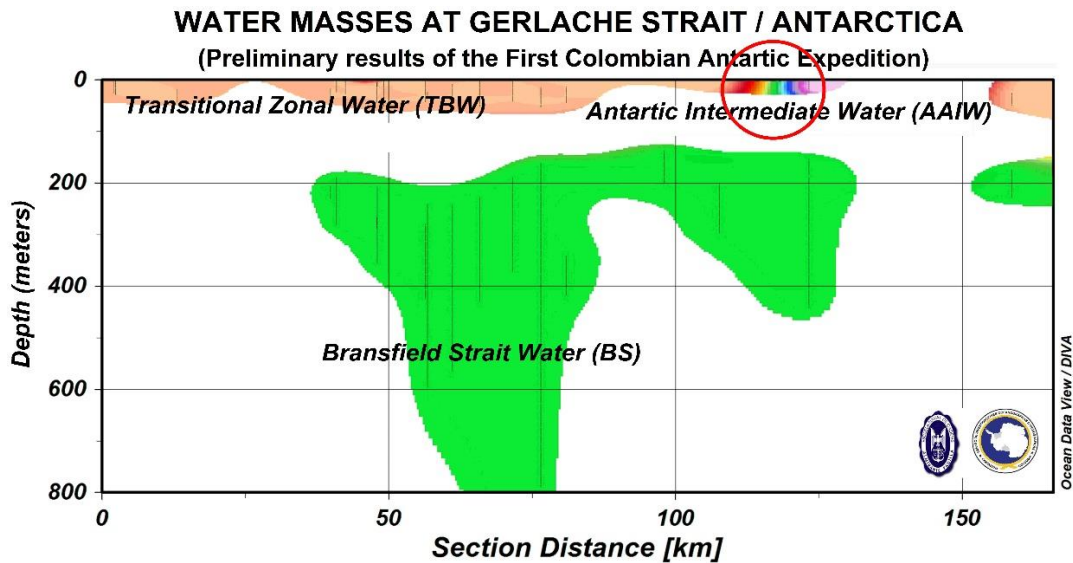 WATER MASSES AT GERLACHE STRAIT / ANTARCTICA
(Preliminary results of the First Colombian Antartic Expedition)
0
Transitional Zonal Water (TBW)
Antartic Intermediate Water (AAIW)
200
400
Bransfield Strait Water (BS)
600
800
Depth (meters)
0
50
100
150
Section Distance [km]
Ocean Data View / DIVA